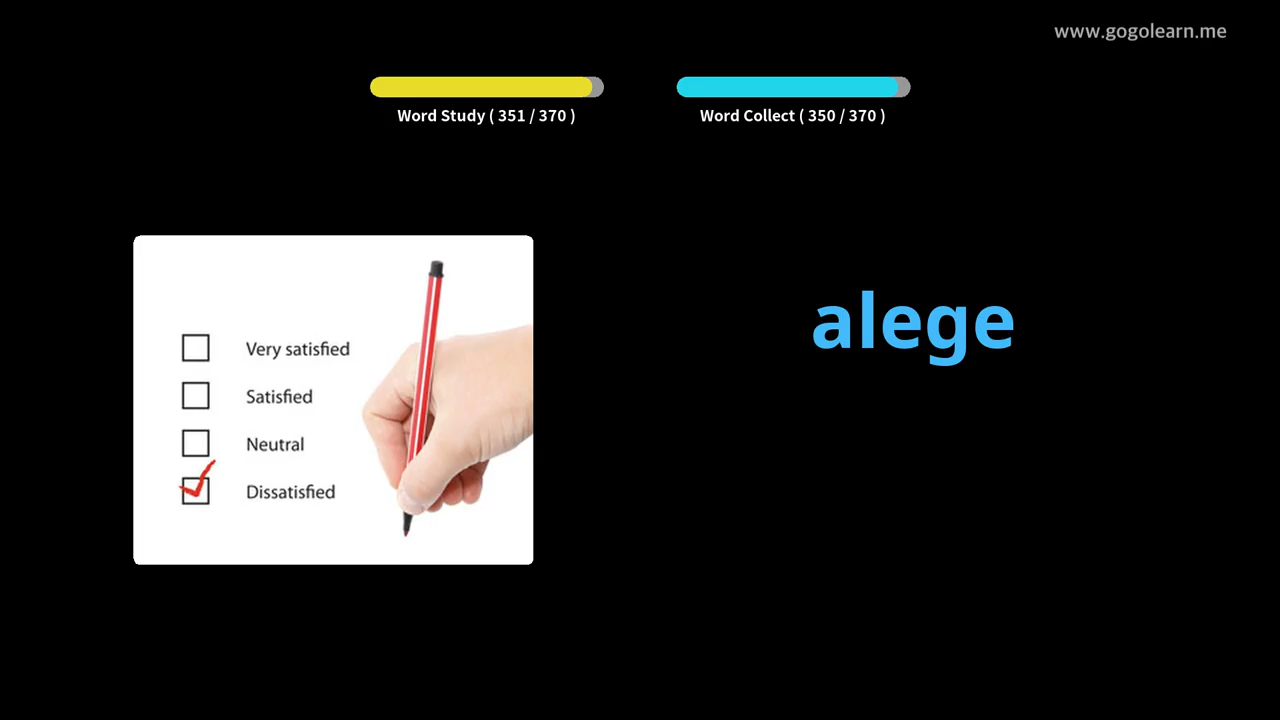 www.gogolearn.me
Word Study ( 351 / 370 )
Word Collect ( 350 / 370 )
alege
Very satisfied
Satisfied
Neutral
Dissatisfied